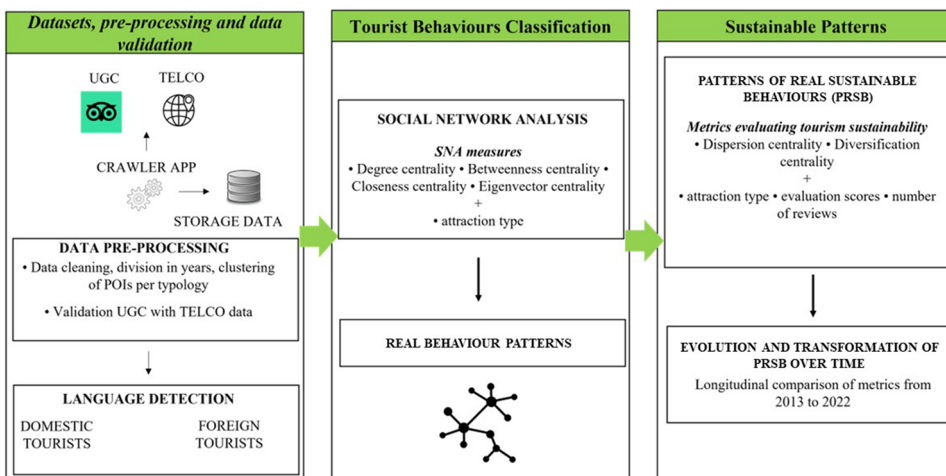 Datasets, pre-processing and data
validation
UGC
TELCO
CRAWLER APP
STORAGE DATA
DATA PRE-PROCESSING
• Data cleaning, division in years, clustering
of POIs per typology
• Validation UGC with TELCO data
LANGUAGE DETECTION
DOMESTIC
TOURISTS
FOREIGN
TOURISTS
Tourist Behaviours Classification
SOCIAL NETWORK ANALYSIS
SNA measures
• Degree centrality • Betweenness centrality •
Closeness centrality • Eigenvector centrality
+
• attraction type
REAL BEHAVIOUR PATTERNS
Sustainable Patterns
PATTERNS OF REAL SUSTAINABLE
BEHAVIOURS (PRSB)
Metrics evaluating tourism sustainability
• Dispersion centrality • Diversification
centrality
+
• attraction type • evaluation scores • number
of reviews
EVOLUTION AND TRANSFORMATION OF
PRSB OVER TIME
Longitudinal comparison of metrics from
2013 to 2022